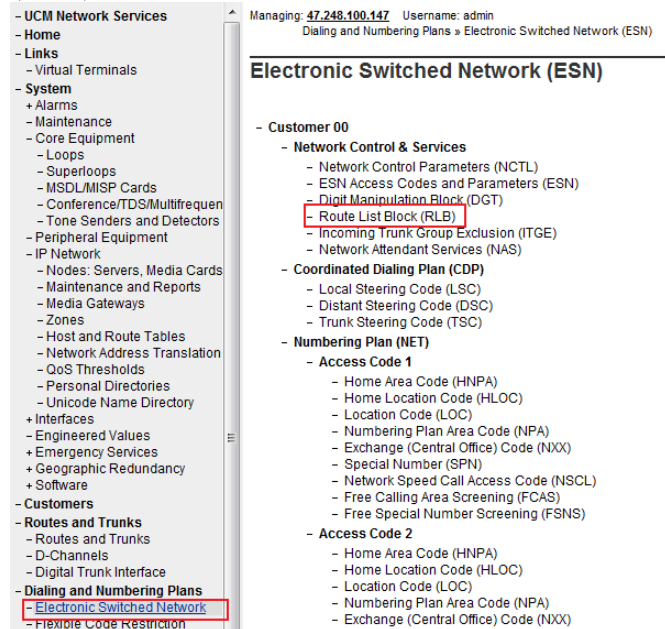 - UCM Network Services
- Home
- Links
- Virtual Terminals
- System
+ Alarms
- Maintenance
- Core Equipment
- Loops
- Superloops
- MSDL/MISP Cards
- Conference/TDS/Multifrequen
- Tone Senders and Detectors
- Peripheral Equipment
- IP Network
- Nodes: Servers, Media Cards
- Maintenance and Reports
- Media Gateways
- Zones
- Host and Route Tables
- Network Address Translation
- QoS Thresholds
- Personal Directories
- Unicode Name Directory
+ Interfaces
- Engineered Values
+ Emergency Services
+ Geographic Redundancy
+ Software
- Customers
- Routes and Trunks
- Routes and Trunks
- D-Channels
- Digital Trunk Interface
- Dialing and Numbering Plans
- Electronic Switched Network
- Flexible Code Restriction
Managing: 47.248.100.147 Username: admin
Dialing and Numbering Plans » Electronic Switched Network (ESN)
Electronic Switched Network (ESN)
- Customer 00
- Network Control & Services
- Network Control Parameters (NCTL)
- ESN Access Codes and Parameters (ESN)
- Digit Manipulation Block (DGT)
- Route List Block (RLB)
- Incoming Trunk Group Exclusion (ITGE)
- Network Attendant Services (NAS)
- Coordinated Dialing Plan (CDP)
- Local Steering Code (LSC)
- Distant Steering Code (DSC)
- Trunk Steering Code (TSC)
- Numbering Plan (NET)
- Access Code 1
- Home Area Code (HNPA)
- Home Location Code (HLOC)
- Location Code (LOC)
- Numbering Plan Area Code (NPA)
- Exchange (Central Office) Code (NXX)
- Special Number (SPN)
- Network Speed Call Access Code (NSCL)
- Free Calling Area Screening (FCAS)
- Free Special Number Screening (FSNS)
- Access Code 2
- Home Area Code (HNPA)
- Home Location Code (HLOC)
- Location Code (LOC)
- Numbering Plan Area Code (NPA)
- Exchange (Central Office) Code (NXX)